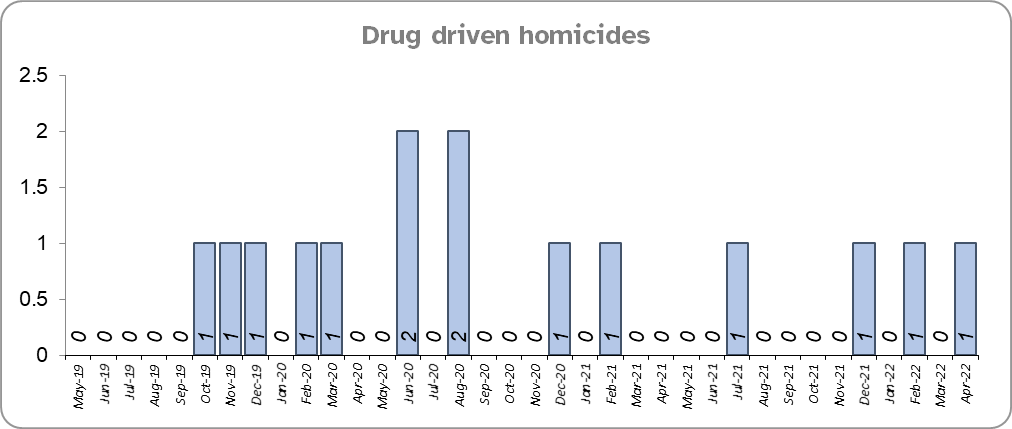 Drug driven homicides
2.5
2
1.5
1
0.5
0
0 0 0 0 0 1 1 1 0 1 1 0 0 2 0 2 0 0 0 1 0 1 0 0 0 0 1 0 0 0 0 1 0 1 0 1
May-19 Jun-19 Jul-19 Aug-19 Sep-19 Oct-19 Nov-19 Dec-19 Jan-20 Feb-20 Mar-20 Apr-20 May-20 Jun-20 Jul-20 Aug-20 Sep-20 Oct-20 Nov-20 Dec-20 Jan-21 Feb-21 Mar-21 Apr-21 May-21 Jun-21 Jul-21 Aug-21 Sep-21 Oct-21 Nov-21 Dec-21 Jan-22 Feb-22 Mar-22 Apr-22